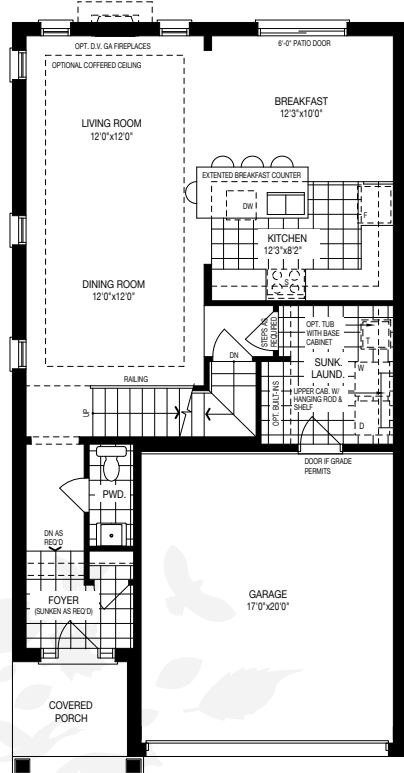 OPT. D.V. GA FIREPLACES
6'-0" PATIO DOOR
OPTIONAL COFFERED CEILING
BREAKFAST
12'3"x10'0"
LIVING ROOM
12'0"x12'0"
EXTENTED BREAKFAST COUNTER
DW
F
KITCHEN
12'3"x8'2"
S
DINING ROOM
12'0"x12'0"
STEPS AS
REQUIRED
OPT. TUB
WITH BASE
CABINET
T
DN
SUNK.
LAUND.
W
RAILING
UP
OPT. BUILT-INS
UPPER CAB. W/
HANGING ROD &
SHELF
D
DOOR IF GRADE
PERMITS
PWD.
DN AS
REQ'D
FOYER
(SUNKEN AS REQ'D)
GARAGE
17'0"x20'0"
COVERED
PORCH